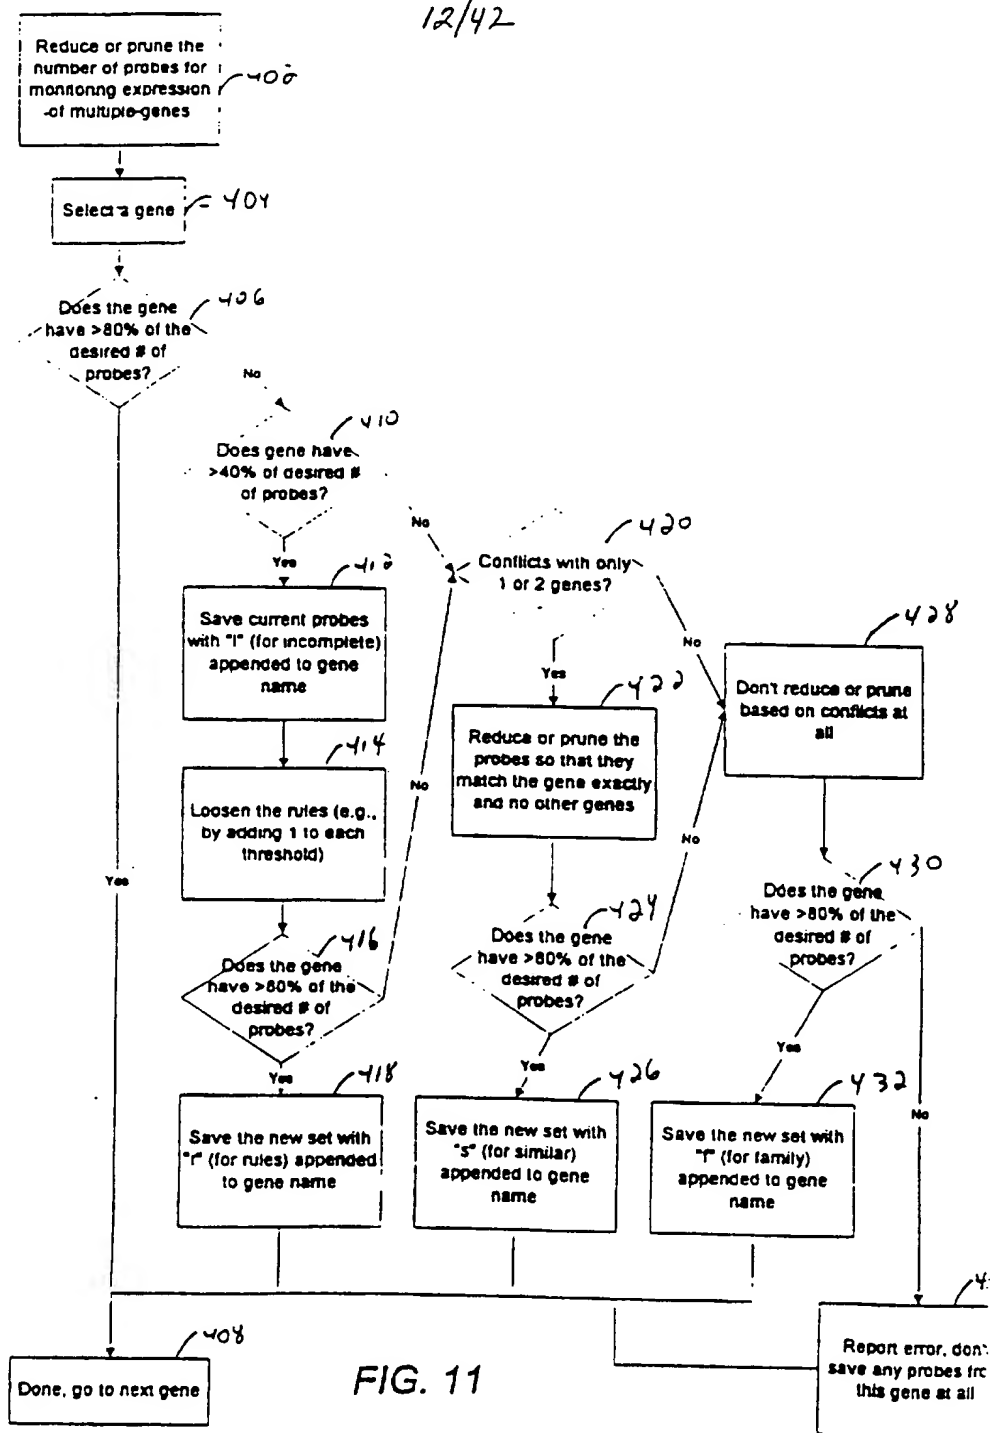 12/42
Reduce or prune the
number of probes for
monitoring expression
of multiple genes
402
Select a gene
404
Does the gene
have >80% of the
desired # of
probes?
406
No
Does gene have
>40% of desired #
of probes?
410
No
Yes
Conflicts with only
1 or 2 genes?
420
No
Yes
Save current probes
with "I" (for incomplete)
appended to gene
name
412
Reduce or prune the
probes so that they
match the gene exactly
and no other genes
422
Don't reduce or prune
based on conflicts at
all
428
Loosen the rules (e.g.,
by adding 1 to each
threshold)
414
No
No
Yes
Does the gene
have >80% of the
desired # of
probes?
416
Does the gene
have >80% of the
desired # of
probes?
424
Does the gene
have >80% of the
desired # of
probes?
430
Yes
Yes
Yes
No
Save the new set with
"r" (for rules) appended
to gene name
418
Save the new set with
"s" (for similar)
appended to gene
name
426
Save the new set with
"f" (for family)
appended to gene
name
432
Done, go to next gene
408
FIG. 11
Report error, don'
save any probes
this gene at all